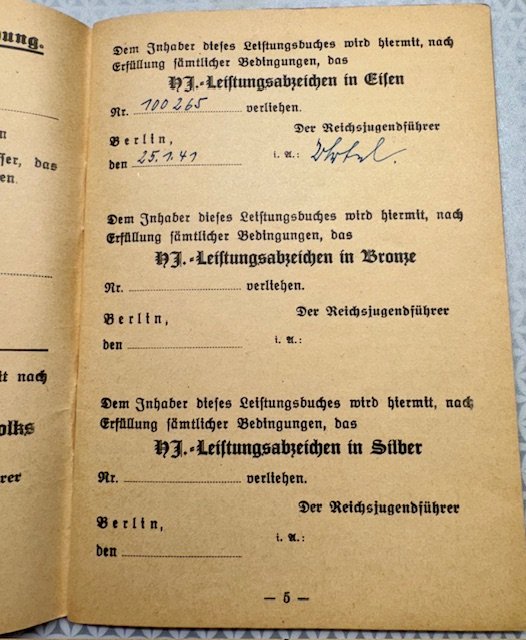 bung.
n
ffer, das
en.
it nach
olks
rer
Dem Inhaber dieses Leistungsbuches wird hiermit, nach
Erfüllung sämtlicher Bedingungen, das
HJ.-Leistungsabzeichen in Eisen
Nr. 100265 verliehen.
Der Reichsjugendführer
Berlin,
den 25.1.41 i. A.:
Dem Inhaber dieses Leistungsbuches wird hiermit, nach
Erfüllung sämtlicher Bedingungen, das
HJ.-Leistungsabzeichen in Bronze
Nr. verliehen.
Der Reichsjugendführer
Berlin,
den i. A.:
Dem Inhaber dieses Leistungsbuches wird hiermit, nach
Erfüllung sämtlicher Bedingungen, das
HJ.-Leistungsabzeichen in Silber
Nr. verliehen.
Der Reichsjugendführer
Berlin,
i. A.:
den
— 5 —